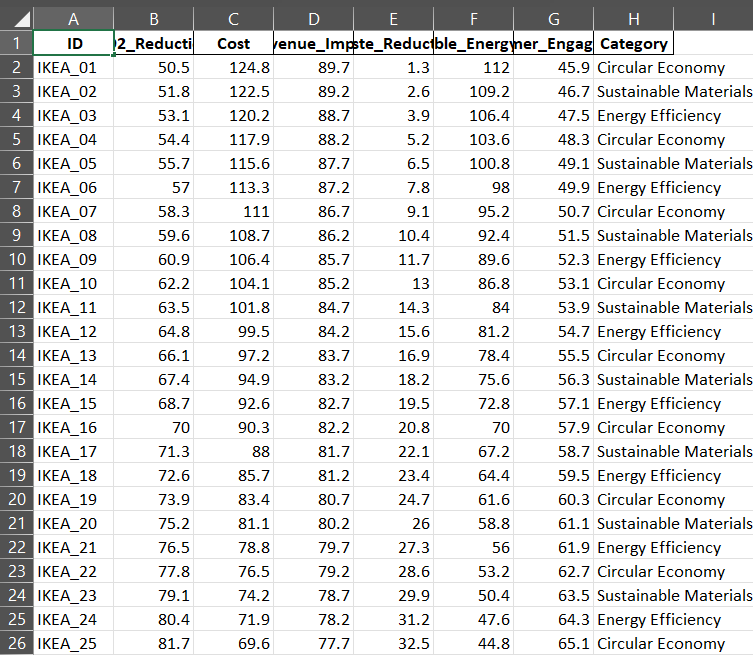 A B C D E F G H I
1 ID 2_Reducti Cost venue_Imp ste_Reduct ble_Energy mer_Engag Category
2 IKEA_01 50.5 124.8 89.7 1.3 112 45.9 Circular Economy
3 IKEA_02 51.8 122.5 89.2 2.6 109.2 46.7 Sustainable Materials
4 IKEA_03 53.1 120.2 88.7 3.9 106.4 47.5 Energy Efficiency
5 IKEA_04 54.4 117.9 88.2 5.2 103.6 48.3 Circular Economy
6 IKEA_05 55.7 115.6 87.7 6.5 100.8 49.1 Sustainable Materials
7 IKEA_06 57 113.3 87.2 7.8 98 49.9 Energy Efficiency
8 IKEA_07 58.3 111 86.7 9.1 95.2 50.7 Circular Economy
9 IKEA_08 59.6 108.7 86.2 10.4 92.4 51.5 Sustainable Materials
10 IKEA_09 60.9 106.4 85.7 11.7 89.6 52.3 Energy Efficiency
11 IKEA_10 62.2 104.1 85.2 13 86.8 53.1 Circular Economy
12 IKEA_11 63.5 101.8 84.7 14.3 84 53.9 Sustainable Materials
13 IKEA_12 64.8 99.5 84.2 15.6 81.2 54.7 Energy Efficiency
14 IKEA_13 66.1 97.2 83.7 16.9 78.4 55.5 Circular Economy
15 IKEA_14 67.4 94.9 83.2 18.2 75.6 56.3 Sustainable Materials
16 IKEA_15 68.7 92.6 82.7 19.5 72.8 57.1 Energy Efficiency
17 IKEA_16 70 90.3 82.2 20.8 70 57.9 Circular Economy
18 IKEA_17 71.3 88 81.7 22.1 67.2 58.7 Sustainable Materials
19 IKEA_18 72.6 85.7 81.2 23.4 64.4 59.5 Energy Efficiency
20 IKEA_19 73.9 83.4 80.7 24.7 61.6 60.3 Circular Economy
21 IKEA_20 75.2 81.1 80.2 26 58.8 61.1 Sustainable Materials
22 IKEA_21 76.5 78.8 79.7 27.3 56 61.9 Energy Efficiency
23 IKEA_22 77.8 76.5 79.2 28.6 53.2 62.7 Circular Economy
24 IKEA_23 79.1 74.2 78.7 29.9 50.4 63.5 Sustainable Materials
25 IKEA_24 80.4 71.9 78.2 31.2 47.6 64.3 Energy Efficiency
26 IKEA_25 81.7 69.6 77.7 32.5 44.8 65.1 Circular Economy